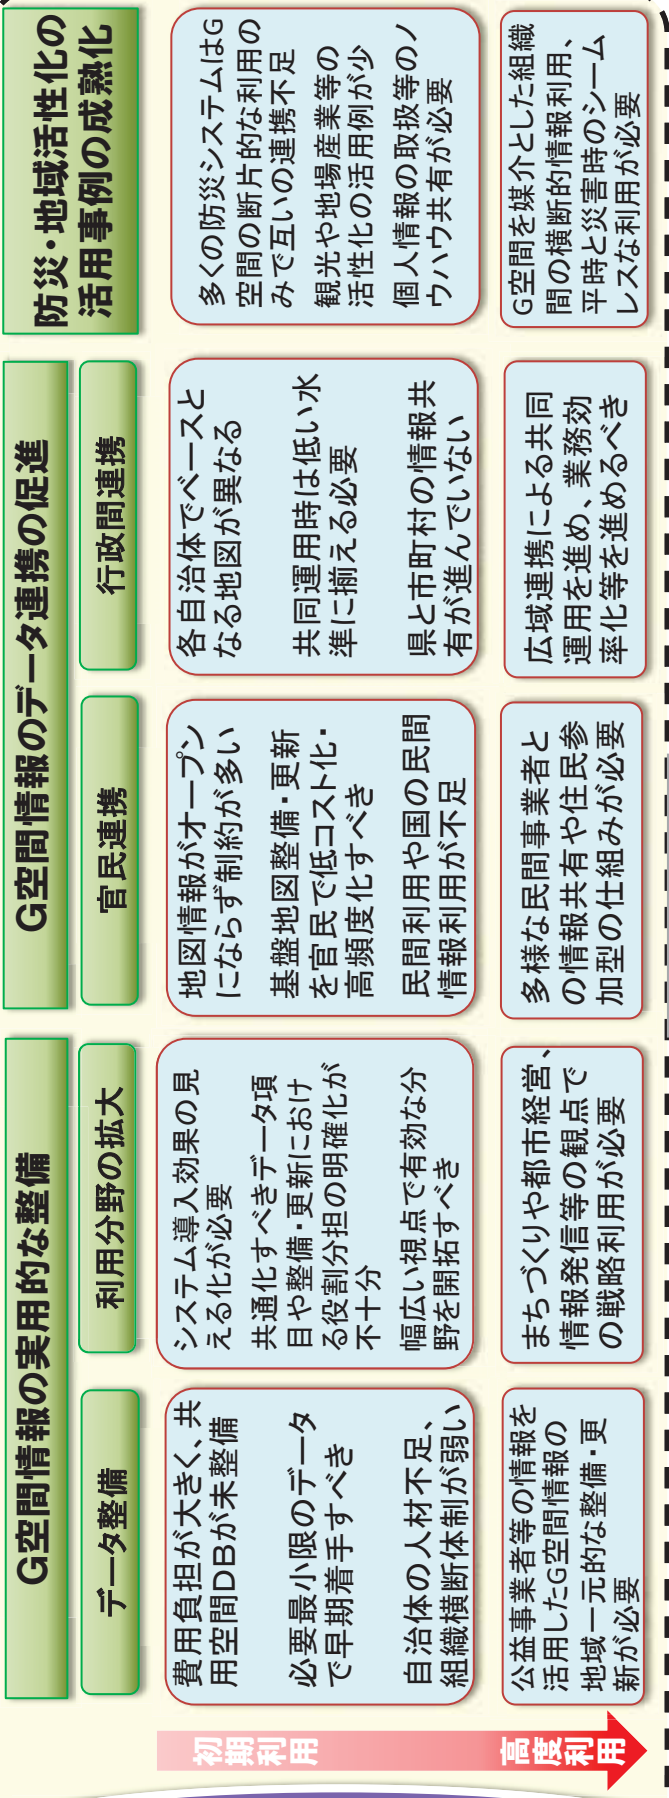 G空間情報の実用的な整備
データ整備
費用負担が大きく、共
用空間DBが未整備
必要最小限のデータ
で早期着手すべき
自治体の人材不足、
組織横断体制が弱い
公益事業者等の情報を
活用したG空間情報の
地域一元的な整備・更
新が必要
利用分野の拡大
システム導入効果の見
える化が必要
共通化すべきデータ項
目や整備・更新におけ
る役割分担の明確化が
不十分
幅広い視点で有効な分
野を開拓すべき
まちづくりや都市経営、
情報発信等の観点で
の戦略利用が必要
G空間情報のデータ連携の促進
官民連携
地図情報がオープン
にならず制約が多い
基盤地図整備・更新
を官民で低コスト化・
高頻度化すべき
民間利用や国の民間
情報利用が不足
多様な民間事業者と
の情報共有や住民参
加型の仕組みが必要
行政間連携
各自治体でベースと
なる地図が異なる
共同運用時は低い水
準に揃える必要
県と市町村の情報共
有が進んでいない
広域連携による共同
運用を進め、業務効
率化等を進めるべき
防災・地域活性化の
活用事例の成熟化
多くの防災システムはG
空間の断片的な利用の
みで互いの連携不足
観光や地場産業等の
活性化の活用例が少
個人情報の取扱等のノ
ウハウ共有が必要
G空間を媒介とした組織
間の横断的情報利用、
平時と災害時のシーム
レスな利用が必要
初期利用
高度利用